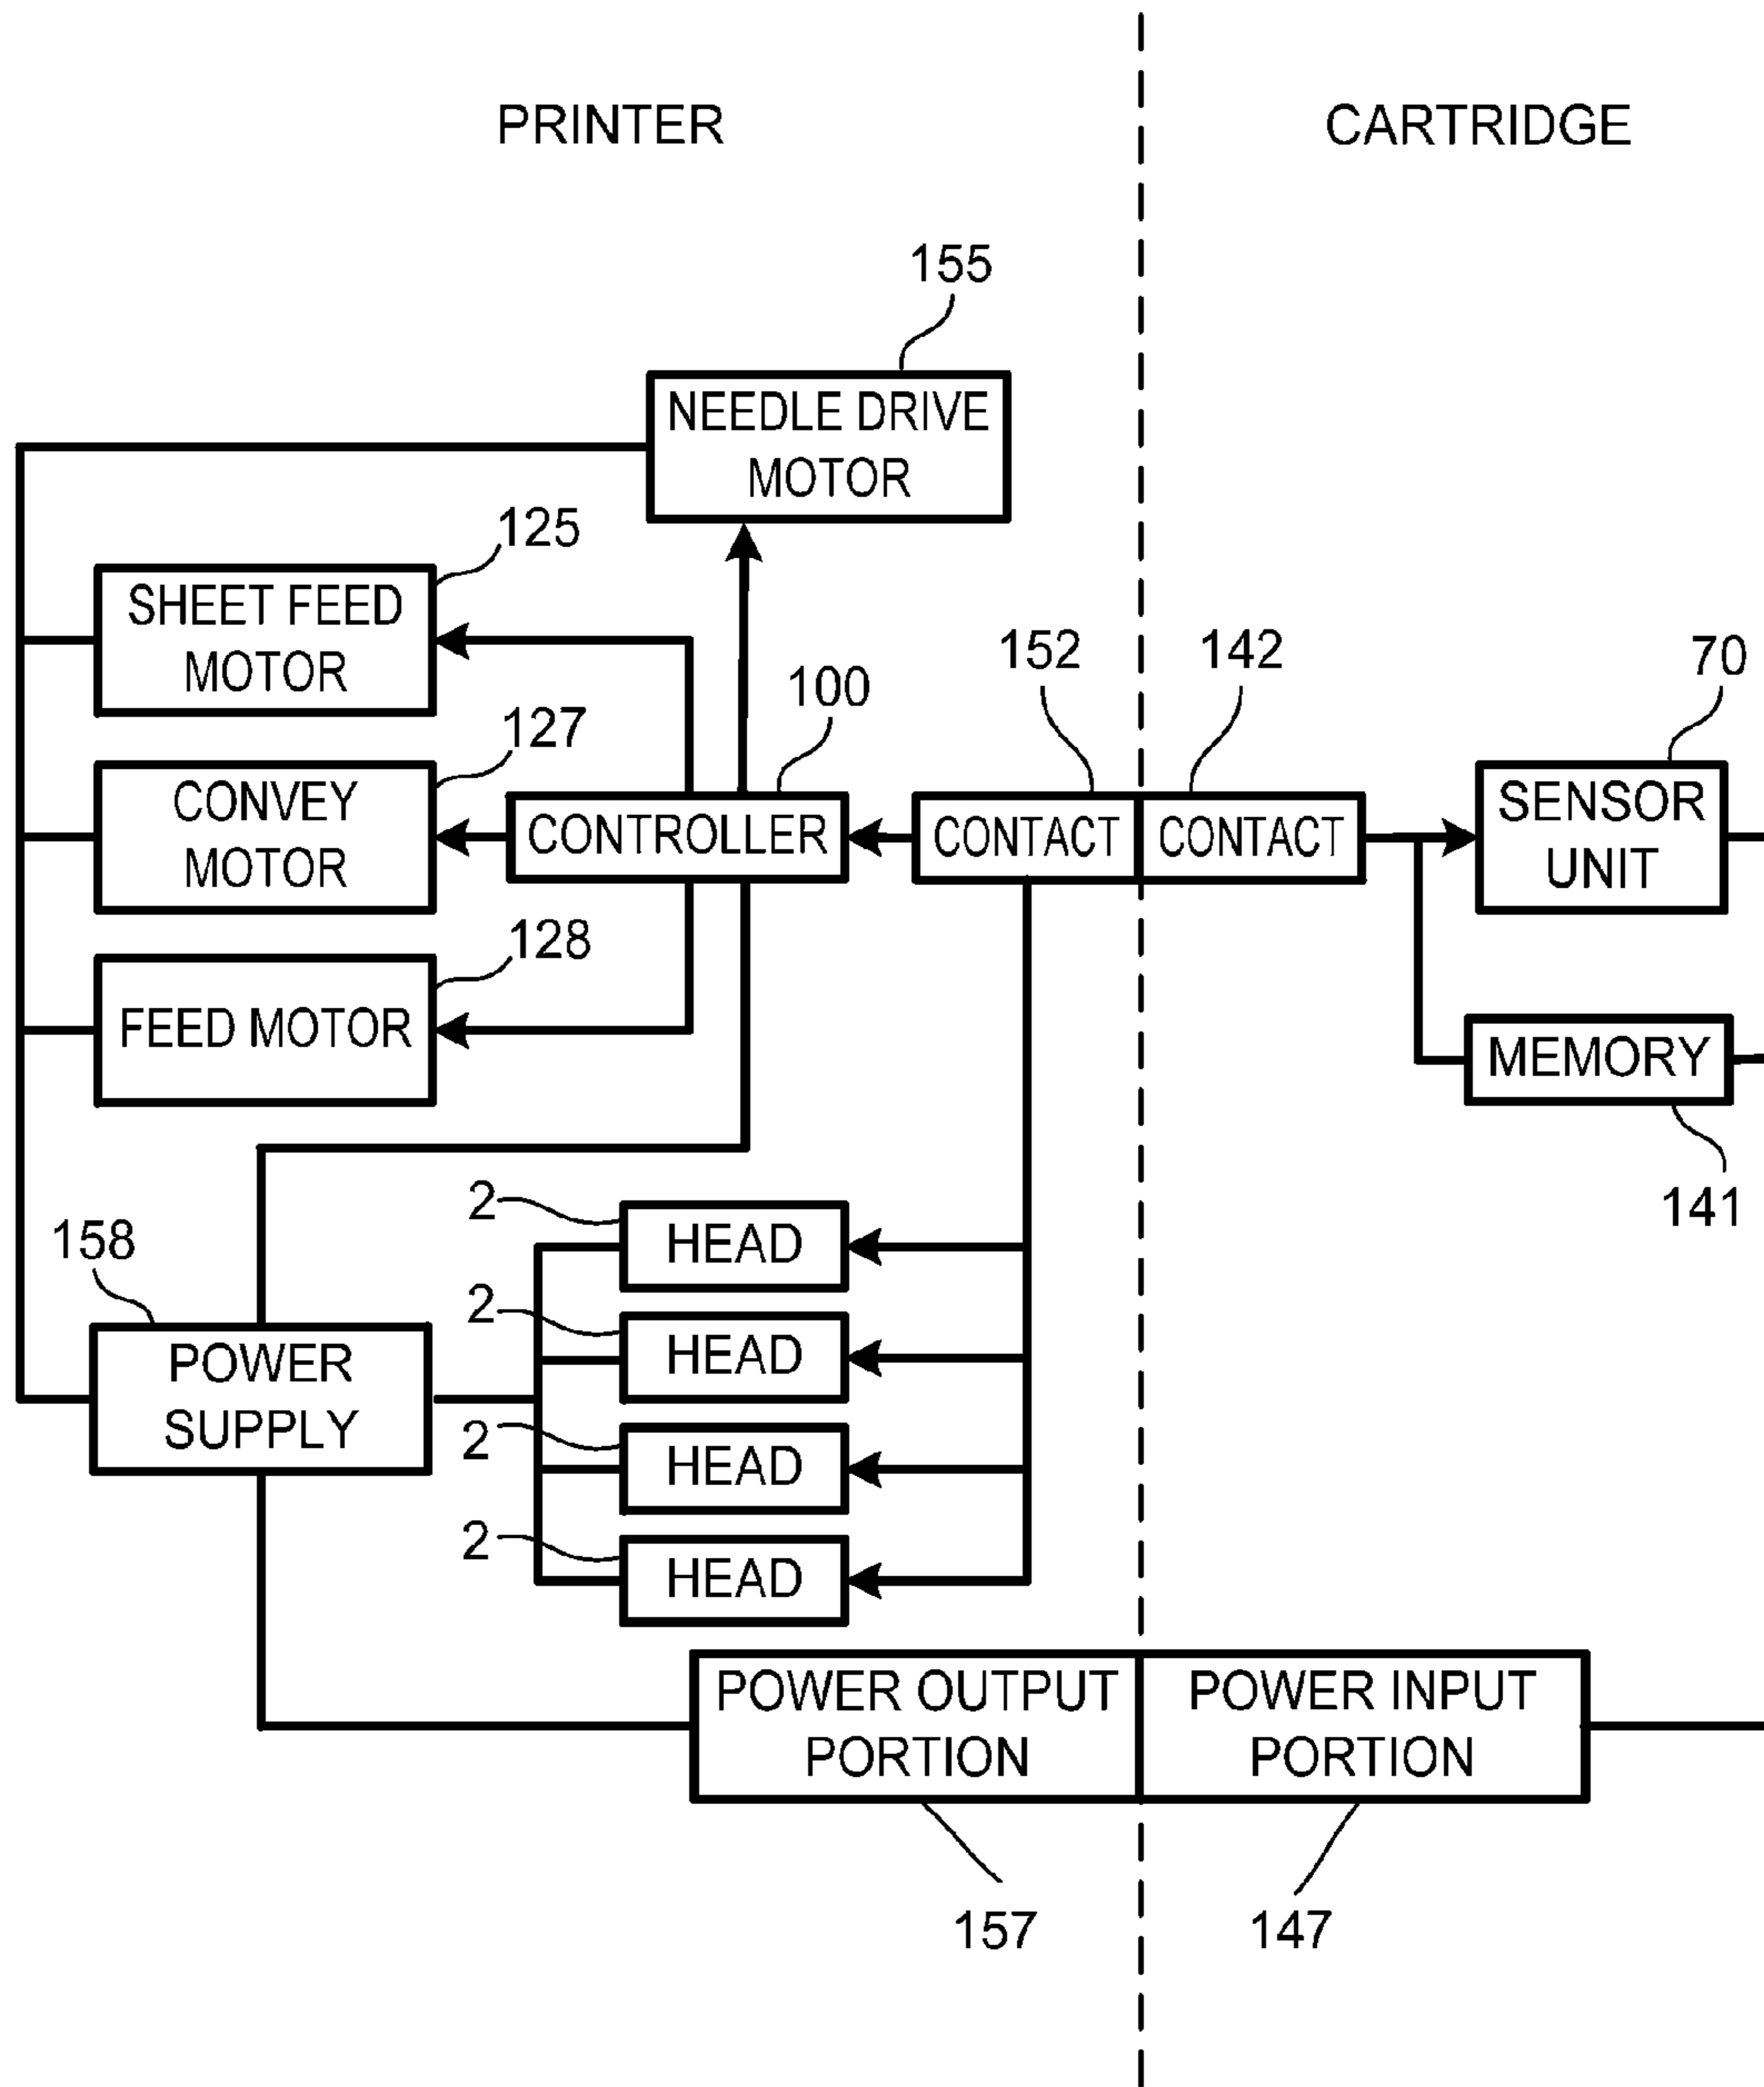 PRINTER
CARTRIDGE
155
NEEDLE DRIVE
MOTOR
125
SHEET FEED
MOTOR
127
CONVEY
MOTOR
128
FEED MOTOR
100
CONTROLLER
152
CONTACT
142
CONTACT
70
SENSOR
UNIT
MEMORY
141
2
HEAD
2
HEAD
2
HEAD
2
HEAD
158
POWER
SUPPLY
POWER OUTPUT
PORTION
POWER INPUT
PORTION
157
147